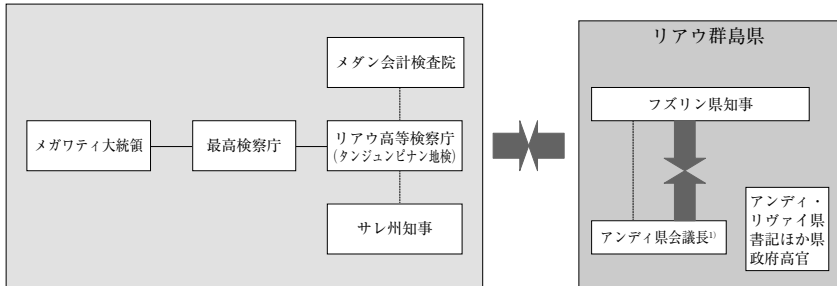 メダン会計検査院
メガワティ大統領
最高検察庁
リアウ高等検察庁
(タンジュンピナン地検)
サレ州知事
リアウ群島県
フズリン県知事
アンディ県会議長1)
アンディ・
リヴァイ県
書記ほか県
政府高官